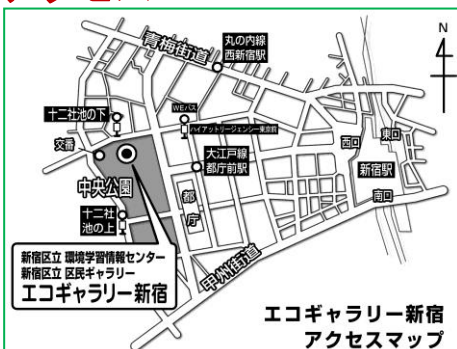 N
青梅街道
丸の内線
西新宿駅
十二社池の下
WEバス
ハイアットリージェンシー東京前
交番
西口
東口
大江戸線
都庁前駅
新宿駅
中央公園
都庁
南口
十二社
池の上
甲州街道
新宿区立 環境学習情報センター
新宿区立 区民ギャラリー
エコギャラリー新宿
エコギャラリー新宿
アクセスマップ